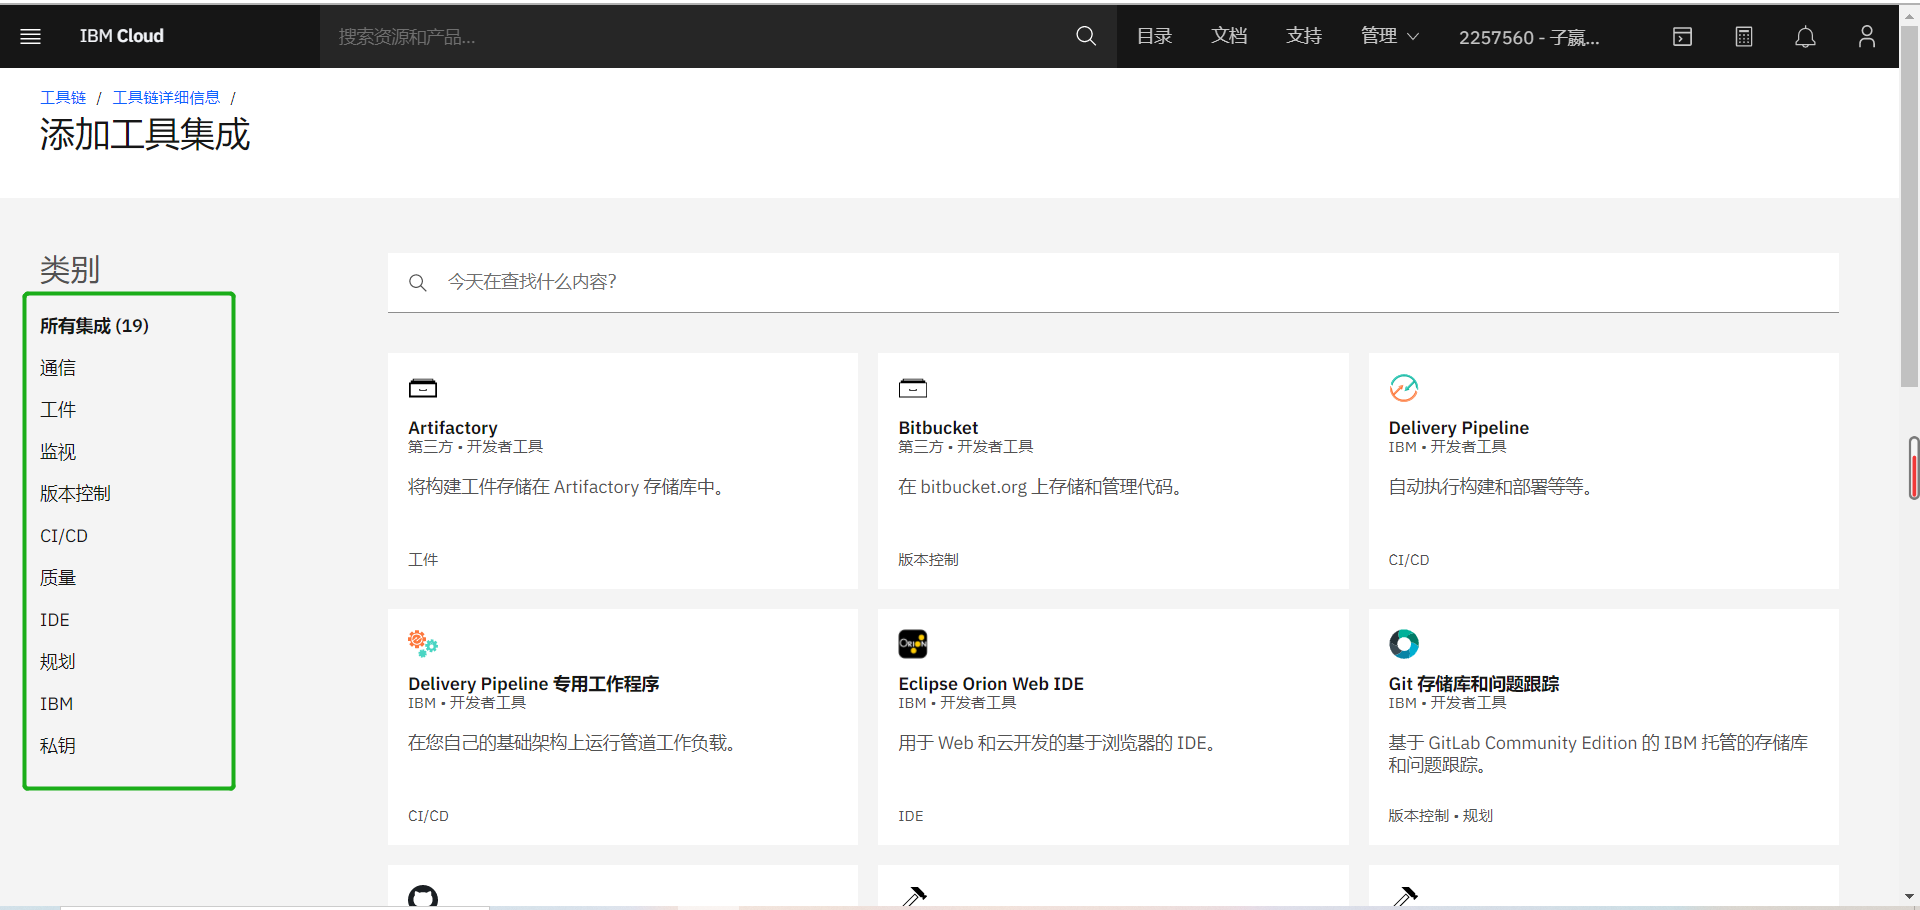 IBM Cloud
搜索资源和产品...
目录
文档
支持
管理
2257560 - 子嬴...
工具链 / 工具链详细信息 /
添加工具集成
类别
所有集成 (19)
通信
工件
监视
版本控制
CI/CD
质量
IDE
规划
IBM
私钥
今天在查找什么内容?
Artifactory
第三方 • 开发者工具
将构建工件存储在 Artifactory 存储库中。
工件
Bitbucket
第三方 • 开发者工具
在 bitbucket.org 上存储和管理代码。
版本控制
Delivery Pipeline
IBM • 开发者工具
自动执行构建和部署等等。
CI/CD
Delivery Pipeline 专用工作程序
IBM • 开发者工具
在您自己的基础架构上运行管道工作负载。
CI/CD
ORION
Eclipse Orion Web IDE
IBM • 开发者工具
用于 Web 和云开发的基于浏览器的 IDE。
IDE
Git 存储库和问题跟踪
IBM • 开发者工具
基于 GitLab Community Edition 的 IBM 托管的存储库
和问题跟踪。
版本控制 • 规划